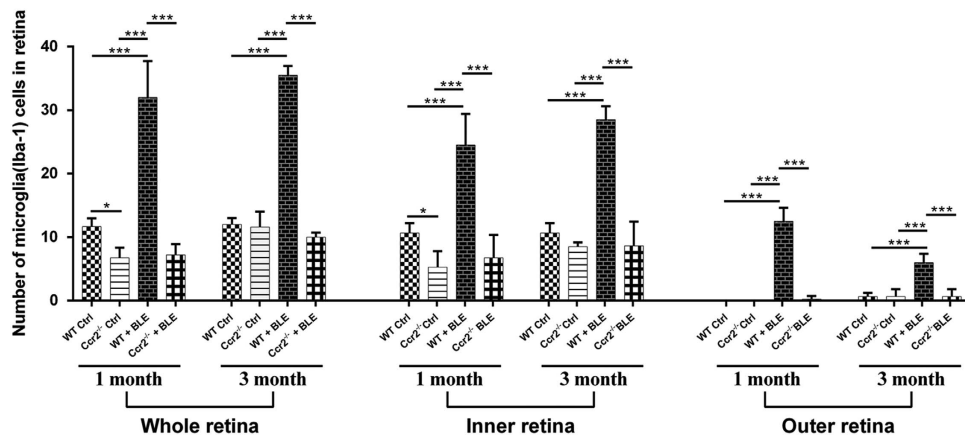 Number of microglia(Iba-1) cells in retina
40
30
20
10
0
*** *** *** * *** *** ***
*** *** *** * *** *** ***
*** *** *** *** *** ***
WT Ctrl Ccr2-/- Ctrl WT + BLE Ccr2-/- + BLE WT Ctrl Ccr2-/- Ctrl WT + BLE Ccr2-/- + BLE WT Ctrl Ccr2-/- Ctrl WT + BLE Ccr2-/- BLE WT Ctrl Ccr2-/- Ctrl WT + BLE Ccr2-/- BLE WT Ctrl Ccr2-/- Ctrl WT + BLE Ccr2-/-BLE WT Ctrl Ccr2-/- Ctrl WT + BLE Ccr2-/-BLE
1 month 3 month 1 month 3 month 1 month 3 month
Whole retina Inner retina Outer retina